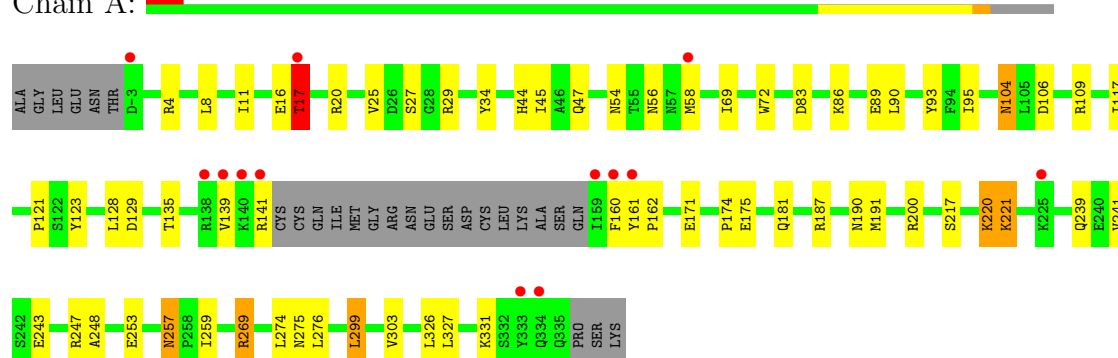 Chain A:
ALA GLY LEU GLU ASN THR D-3 R4 L8 I11 E16 T17 R20 V25 D26 S27 G28 R29 Y34 H44 I45 A46 Q47 N54 T55 N56 N57 M58 I69 W72 D83 K86 E89 L90 Y93 F94 I95 N104 L105 D106 R109 I117
P121 S122 Y123 L128 D129 T135 R138 V139 K140 R141 CYS CYS GLN ILE MET GLY ARG ASN GLU SER ASP CYS LEU LYS ALA SER GLN I159 F160 Y161 P162 E171 P174 E175 Q181 R187 N190 M191 R200 S217 K220 K221 K225 Q239 E240 V241
S242 E243 R247 A248 E253 N257 P258 I259 R269 L274 N275 L276 L299 V303 L326 L327 K331 S332 Y333 Q334 Q335 PRO SER LYS